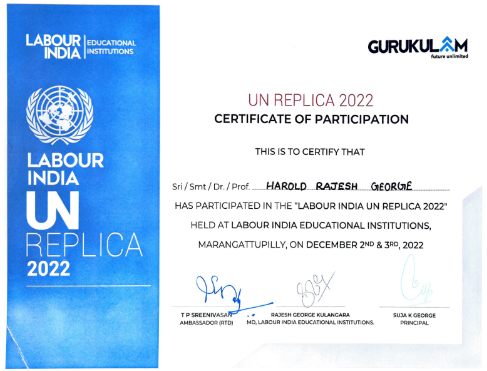 LABOUR INDIA EDUCATIONAL INSTITUTIONS
GURUKULAM
future unlimited
LABOUR
INDIA
UN
REPLICA
2022
UN REPLICA 2022
CERTIFICATE OF PARTICIPATION
THIS IS TO CERTIFY THAT
Sri / Smt / Dr. / Prof. HAROLD RAJESH GEORGE
HAS PARTICIPATED IN THE "LABOUR INDIA UN REPLICA 2022"
HELD AT LABOUR INDIA EDUCATIONAL INSTITUTIONS,
MARANGATTUPILLY, ON DECEMBER 2ND & 3RD, 2022
T P SREENIVASAN
AMBASSADOR (RTD)
RAJESH GEORGE KULANGARA
MD, LABOUR INDIA EDUCATIONAL INSTITUTIONS.
SUJA K GEORGE
PRINCIPAL